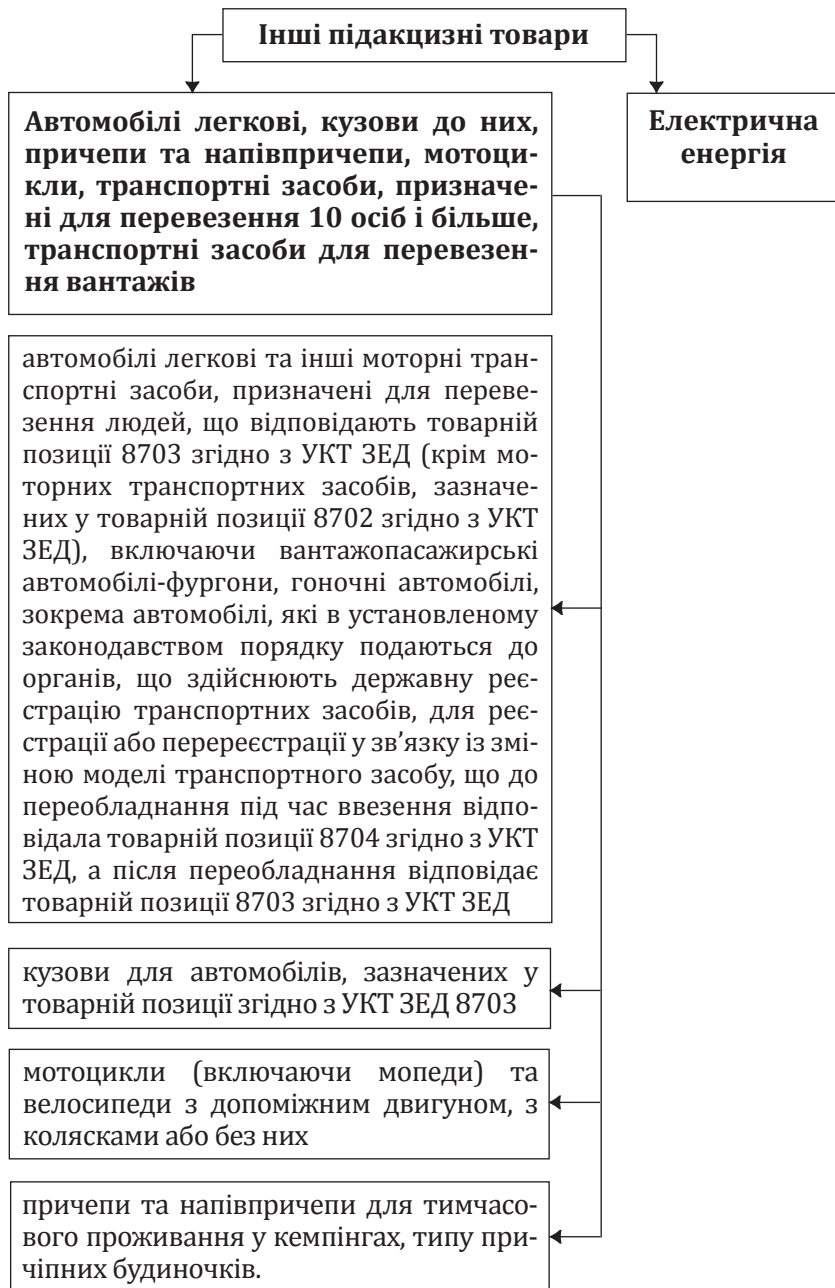 Інші підакцизні товари
Автомобілі легкові, кузови до них,
причепи та напівпричепи, мотоци-
кли, транспортні засоби, призначе-
ні для перевезення 10 осіб і більше,
транспортні засоби для перевезен-
ня вантажів
Електрична
енергія
автомобілі легкові та інші моторні тран-
спортні засоби, призначені для переве-
зення людей, що відповідають товарній
позиції 8703 згідно з УКТ ЗЕД (крім мо-
торних транспортних засобів, зазначе-
них у товарній позиції 8702 згідно з УКТ
ЗЕД), включаючи вантажопасажирські
автомобілі-фургони, гоночні автомобілі,
зокрема автомобілі, які в установленому
законодавством порядку подаються до
органів, що здійснюють державну реє-
страцію транспортних засобів, для реє-
страції або перереєстрації у зв'язку із змі-
ною моделі транспортного засобу, що до
переобладнання під час ввезення відпо-
відала товарній позиції 8704 згідно з УКТ
ЗЕД, а після переобладнання відповідає
товарній позиції 8703 згідно з УКТ ЗЕД
кузови для автомобілів, зазначених у
товарній позиції згідно з УКТ ЗЕД 8703
мотоцикли (включаючи мопеди) та
велосипеди з допоміжним двигуном, з
колясками або без них
причепи та напівпричепи для тимчасо-
вого проживання у кемпінгах, типу при-
чіпних будиночків.